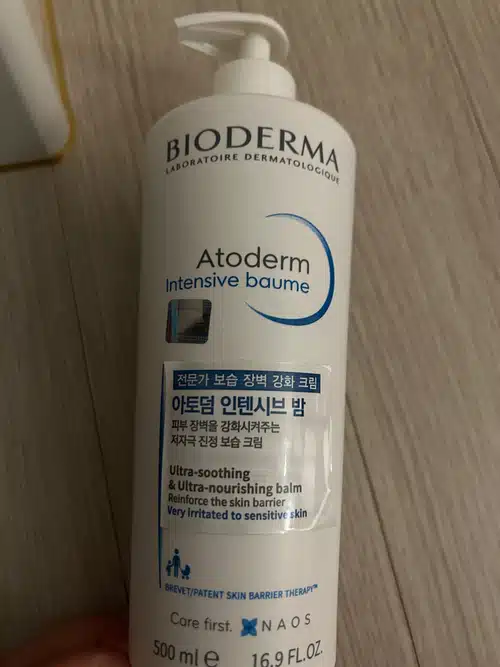 BIODERMA
LABORATOIRE DERMATOLOGIQUE
Atoderm
Intensive baume
전문가 보습 장벽 강화 크림
아토덤 인텐시브 밤
피부 장벽을 강화시켜주는
저자극 진정 보습 크림
Ultra-soothing
& Ultra-nourishing balm
Reinforce the skin barrier
Very irritated to sensitive skin
BREVET/PATENT SKIN BARRIER THERAPY™
Care first. NAOS
500 ml ℮ 16.9 FL.OZ.